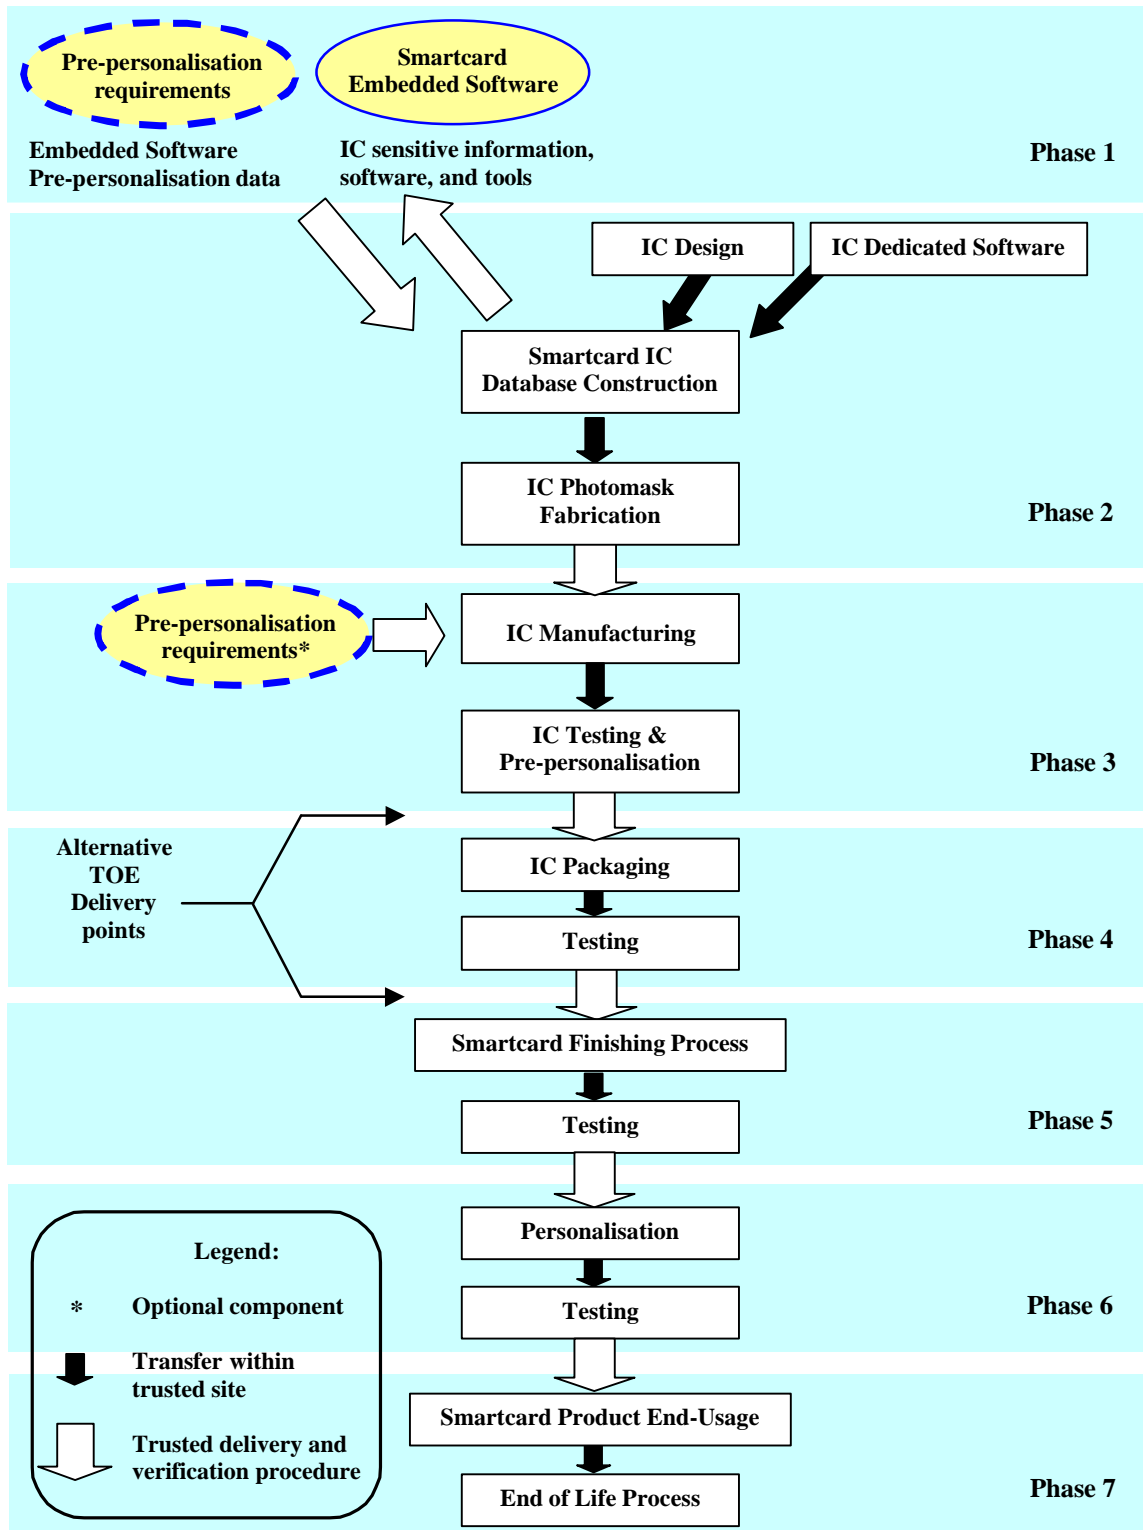 Pre-personalisation
requirements
Smartcard
Embedded Software
Embedded Software
Pre-personalisation data
IC sensitive information,
software, and tools
Phase 1
IC Design
IC Dedicated Software
Smartcard IC
Database Construction
IC Photomask
Fabrication
Phase 2
Pre-personalisation
requirements*
IC Manufacturing
IC Testing &
Pre-personalisation
Phase 3
Alternative
TOE
Delivery
points
IC Packaging
Testing
Phase 4
Smartcard Finishing Process
Testing
Phase 5
Personalisation
Testing
Phase 6
Legend:
* Optional component
Transfer within
trusted site
Trusted delivery and
verification procedure
Smartcard Product End-Usage
End of Life Process
Phase 7